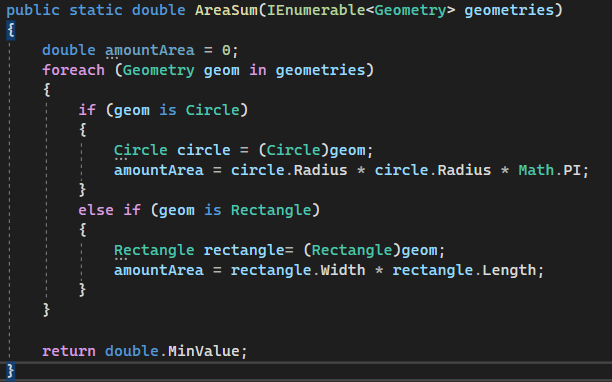 public static double AreaSum(IEnumerable<Geometry> geometries)
{
    double amountArea = 0;
    foreach (Geometry geom in geometries)
    {
        if (geom is Circle)
        {
            Circle circle = (Circle)geom;
            amountArea = circle.Radius * circle.Radius * Math.PI;
        }
        else if (geom is Rectangle)
        {
            Rectangle rectangle= (Rectangle)geom;
            amountArea = rectangle.Width * rectangle.Length;
        }
    }

    return double.MinValue;
}